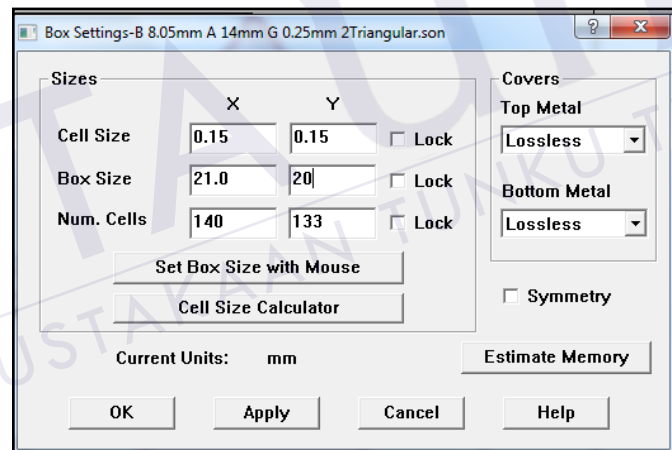 Box Settings-B 8.05mm A 14mm G 0.25mm 2Triangular.son
Sizes
X Y
Cell Size 0.15 0.15 Lock
Box Size 21.0 20 Lock
Num. Cells 140 133 Lock
Set Box Size with Mouse
Cell Size Calculator
Covers
Top Metal
Lossless
Bottom Metal
Lossless
Symmetry
Current Units: mm
Estimate Memory
OK Apply Cancel Help